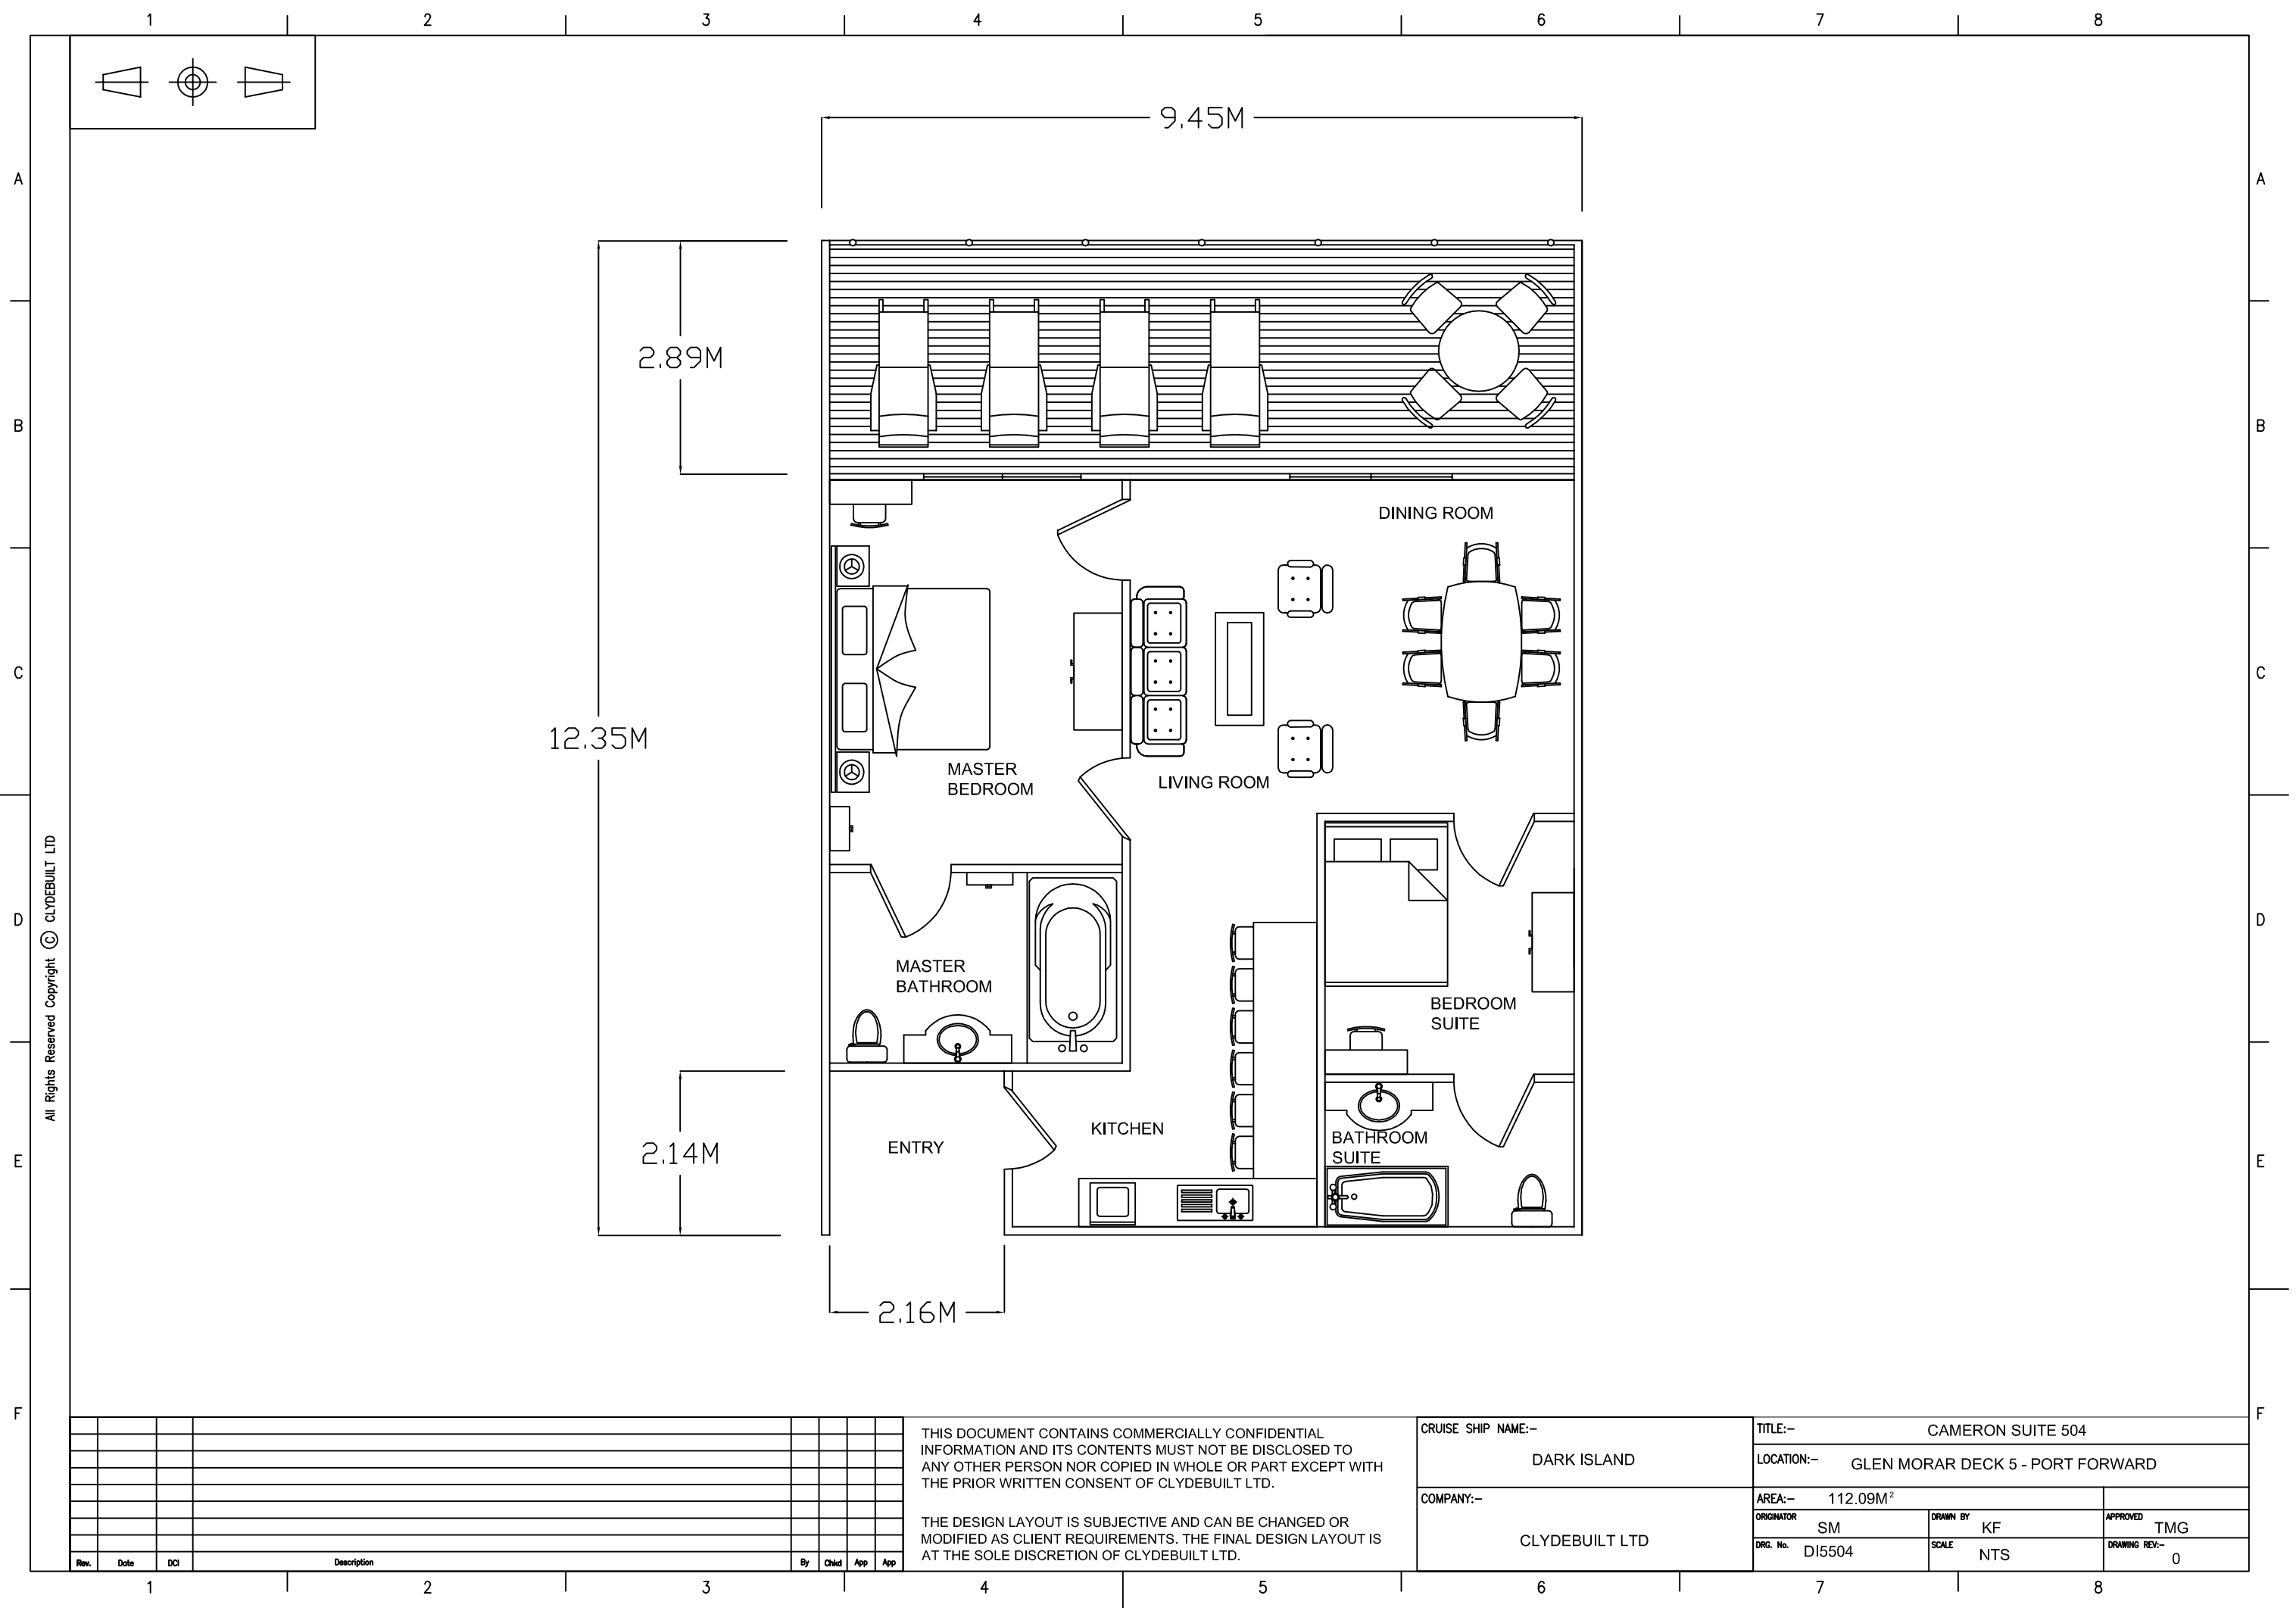 1 2 3 4 5 6 7 8
A A
B B
C C
D D
E E
F F
All Rights Reserved Copyright © CLYDEBUILT LTD
9.45M
2.89M
12.35M
2.14M
2.16M
DINING ROOM
MASTER
BEDROOM
LIVING ROOM
MASTER
BATHROOM
BEDROOM
SUITE
KITCHEN
ENTRY
BATHROOM
SUITE
Rev. Date DCI Description By Chkd App App
THIS DOCUMENT CONTAINS COMMERCIALLY CONFIDENTIAL
INFORMATION AND ITS CONTENTS MUST NOT BE DISCLOSED TO
ANY OTHER PERSON NOR COPIED IN WHOLE OR PART EXCEPT WITH
THE PRIOR WRITTEN CONSENT OF CLYDEBUILT LTD.
THE DESIGN LAYOUT IS SUBJECTIVE AND CAN BE CHANGED OR
MODIFIED AS CLIENT REQUIREMENTS. THE FINAL DESIGN LAYOUT IS
AT THE SOLE DISCRETION OF CLYDEBUILT LTD.
CRUISE SHIP NAME:-
DARK ISLAND
COMPANY:-
CLYDEBUILT LTD
TITLE:- CAMERON SUITE 504
LOCATION:- GLEN MORAR DECK 5 - PORT FORWARD
AREA:- 112.09M²
ORIGINATOR SM
DRAWN BY KF
APPROVED TMG
DRG. No. DI5504
SCALE NTS
DRAWING REV:- 0
1 2 3 4 5 6 7 8